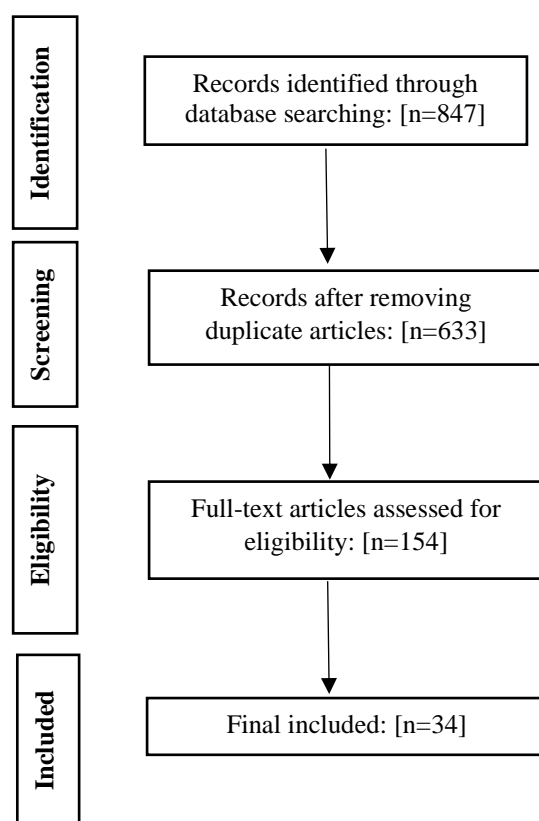 Identification
Records identified through
database searching: [n=847]
Screening
Records after removing
duplicate articles: [n=633]
Eligibility
Full-text articles assessed for
eligibility: [n=154]
Included
Final included: [n=34]